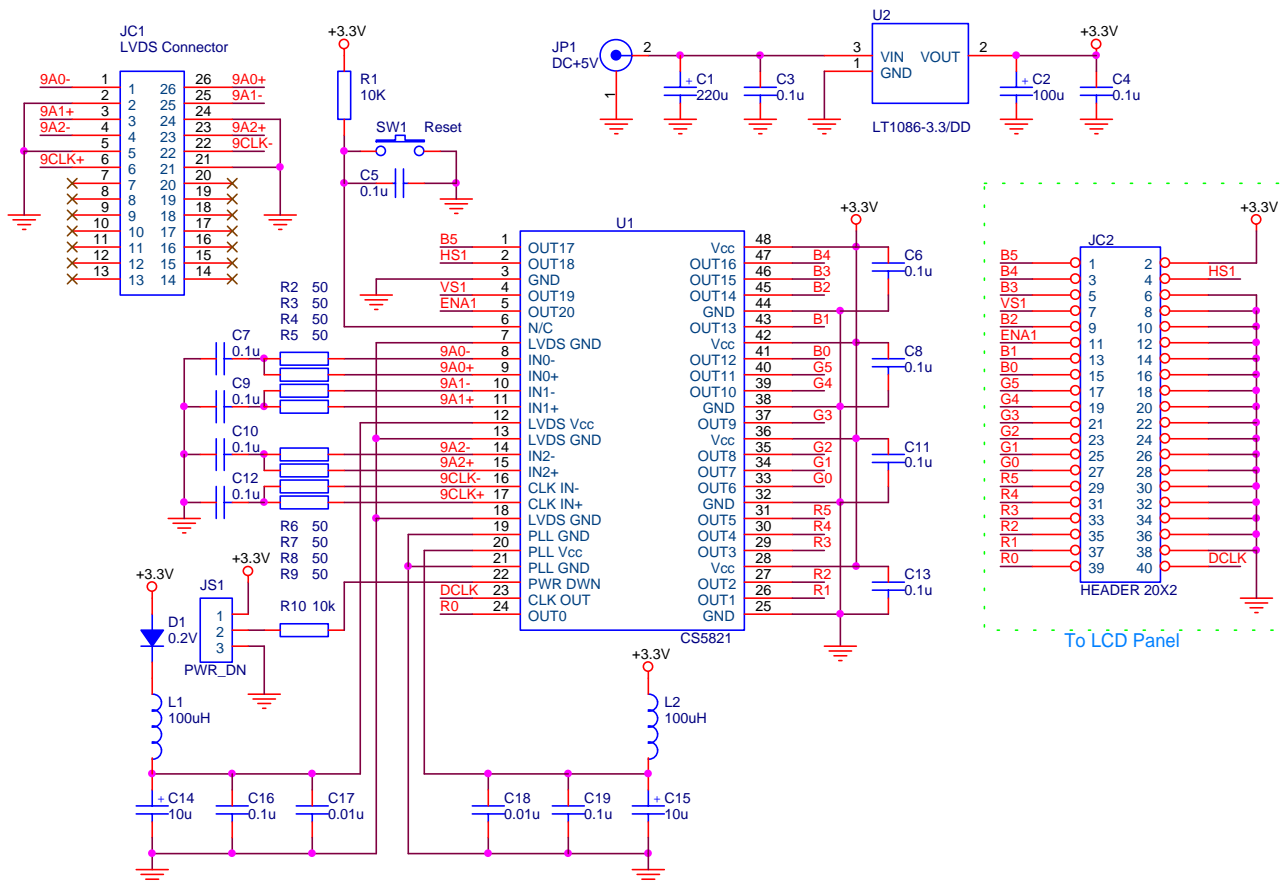 JC1
LVDS Connector
9A0- 1 1 26 26 9A0+
2 2 25 25 9A1-
9A1+ 3 3 24 24
9A2- 4 4 23 23 9A2+
5 5 22 22 9CLK-
9CLK+ 6 6 21 21
7 7 20 20
8 8 19 19
9 9 18 18
10 10 17 17
11 11 16 16
12 12 15 15
13 13 14 14
+3.3V
R1
10K
SW1 Reset
C5
0.1u
JP1
DC+5V
2
1
C1
+
220u
C3
0.1u
U2
3 VIN VOUT 2
1 GND
LT1086-3.3/DD
+3.3V
C2
+
100u
C4
0.1u
U1
B5 1 OUT17 Vcc 48
HS1 2 OUT18 OUT16 47 B4
3 GND OUT15 46 B3
VS1 4 OUT19 OUT14 45 B2
ENA1 5 OUT20 GND 44
6 N/C OUT13 43 B1
7 LVDS GND Vcc 42
9A0- 8 IN0- OUT12 41 B0
9A0+ 9 IN0+ OUT11 40 G5
9A1- 10 IN1- OUT10 39 G4
9A1+ 11 IN1+ GND 38
12 LVDS Vcc OUT9 37 G3
13 LVDS GND Vcc 36
9A2- 14 IN2- OUT8 35 G2
9A2+ 15 IN2+ OUT7 34 G1
9CLK- 16 CLK IN- OUT6 33 G0
9CLK+ 17 CLK IN+ GND 32
18 LVDS GND OUT5 31 R5
19 PLL GND OUT4 30 R4
20 PLL Vcc OUT3 29 R3
21 PLL GND Vcc 28
22 PWR DWN OUT2 27 R2
DCLK 23 CLK OUT OUT1 26 R1
R0 24 OUT0 GND 25
CS5821
R2 50
R3 50
R4 50
R5 50
C7
0.1u
C9
0.1u
C10
0.1u
C12
0.1u
R6 50
R7 50
R8 50
R9 50
+3.3V
C6
0.1u
C8
0.1u
C11
0.1u
C13
0.1u
+3.3V
JC2
B5 1 2
B4 3 4 HS1
B3 5 6
VS1 7 8
B2 9 10
ENA1 11 12
B1 13 14
B0 15 16
G5 17 18
G4 19 20
G3 21 22
G2 23 24
G1 25 26
G0 27 28
R5 29 30
R4 31 32
R3 33 34
R2 35 36
R1 37 38
R0 39 40 DCLK
HEADER 20X2
To LCD Panel
+3.3V
D1
0.2V
+3.3V
JS1
1
2
3
PWR_DN
R10 10k
L1
100uH
C14
+
10u
C16
0.1u
C17
0.01u
+3.3V
L2
100uH
C18
0.01u
C19
0.1u
C15
+
10u